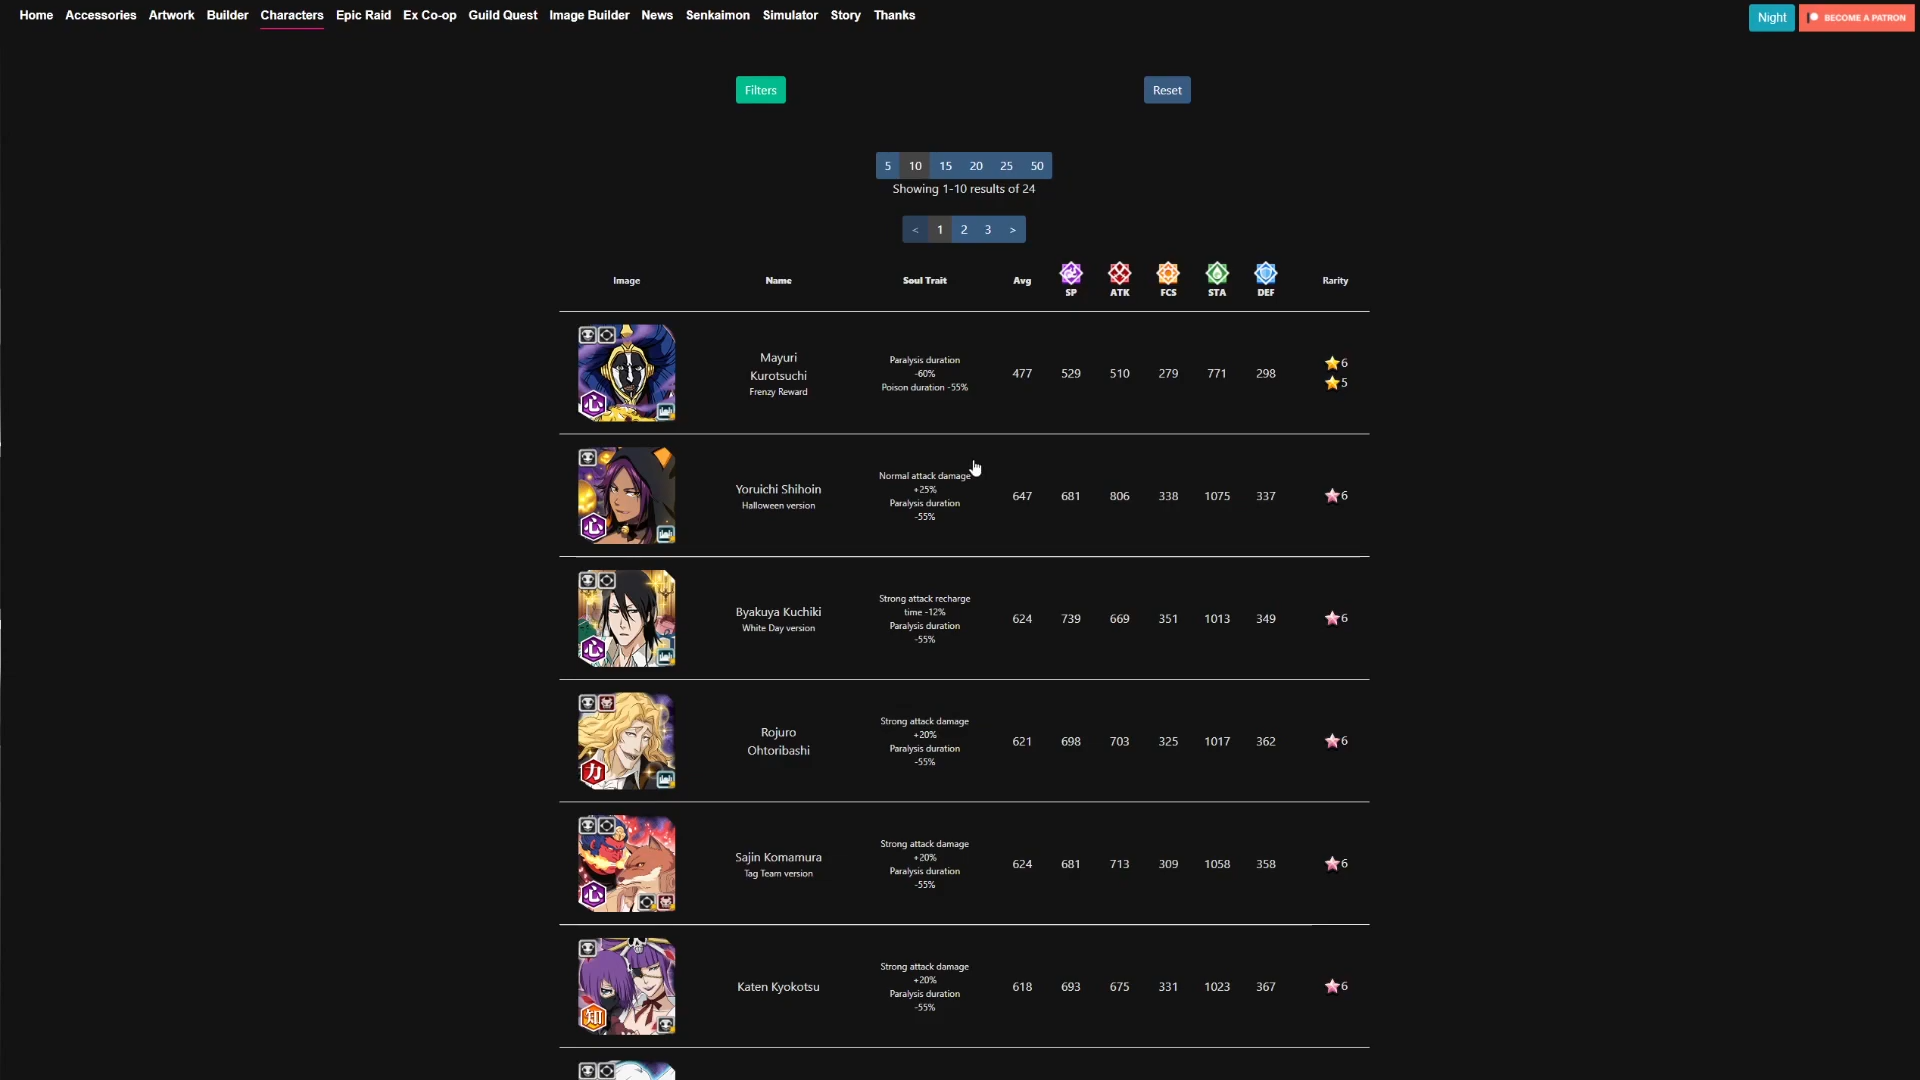 Home Accessories Artwork Builder Characters Epic Raid Ex Co-op Guild Quest Image Builder News Senkaimon Simulator Story Thanks Night BECOME A PATRON
Filters Reset
5 10 15 20 25 50
Showing 1-10 results of 24
< 1 2 3 >
Image Name Soul Trait Avg SP ATK FCS STA DEF Rarity
心
Mayuri
Kurotsuchi
Frenzy Reward
Paralysis duration
-60%
Poison duration -55%
477 529 510 279 771 298
6
5
心
Yoruichi Shihoin
Halloween version
Normal attack damage
+25%
Paralysis duration
-55%
647 681 806 338 1075 337 6
心
Byakuya Kuchiki
White Day version
Strong attack recharge
time -12%
Paralysis duration
-55%
624 739 669 351 1013 349 6
力
Rojuro
Ohtoribashi
Strong attack damage
+20%
Paralysis duration
-55%
621 698 703 325 1017 362 6
心
Sajin Komamura
Tag Team version
Strong attack damage
+20%
Paralysis duration
-55%
624 681 713 309 1058 358 6
知
Katen Kyokotsu
Strong attack damage
+20%
Paralysis duration
-55%
618 693 675 331 1023 367 6